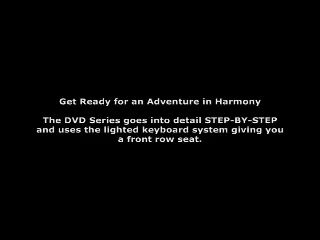 Get Ready for an Adventure in Harmony
The DVD Series goes into detail STEP-BY-STEP
and uses the lighted keyboard system giving you
a front row seat.